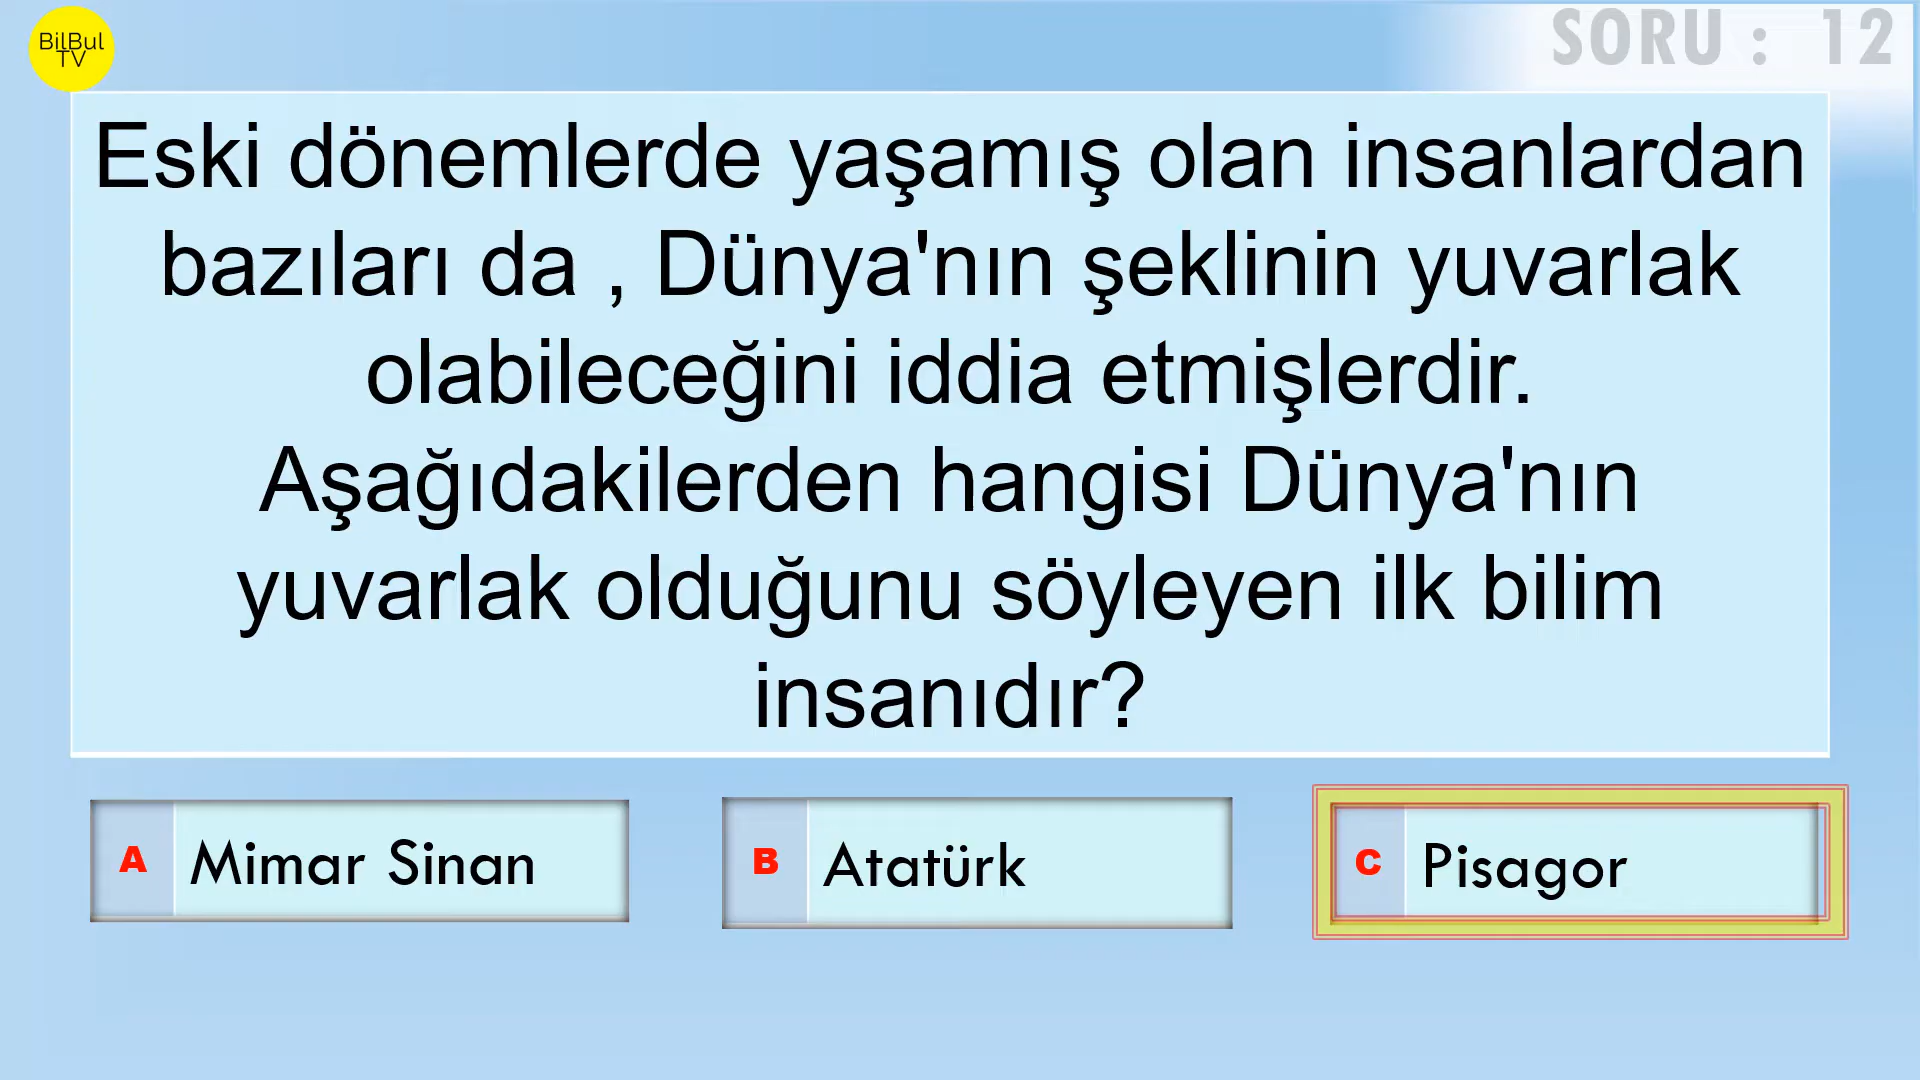 BilBul
TV
SORU : 12
Eski dönemlerde yaşamış olan insanlardan
bazıları da , Dünya'nın şeklinin yuvarlak
olabileceğini iddia etmişlerdir.
Aşağıdakilerden hangisi Dünya'nın
yuvarlak olduğunu söyleyen ilk bilim
insanıdır?
A Mimar Sinan
B Atatürk
C Pisagor